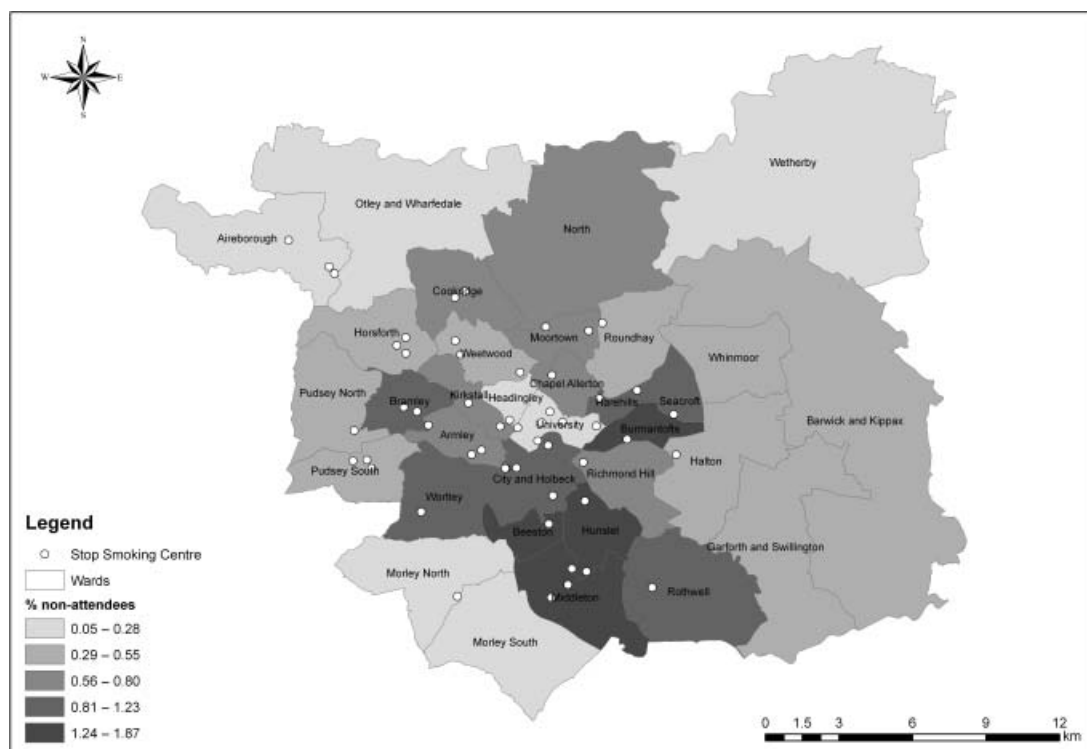 N
W E
S
Wetherby
Otley and Wharfedale
North
Aireborough
Cookridge
Horsforth
Moortown
Roundhay
Weetwood
Whinmoor
Pudsey North
Kirkstall
Chapel Allerton
Headingley
Bramley
Harehills
Seacroft
University
Burmantofts
Barwick and Kippax
Armley
Pudsey South
City and Holbeck
Richmond Hill
Halton
Wortley
Beeston
Hunslet
Garforth and Swillington
Morley North
Middleton
Rothwell
Morley South
Legend
Stop Smoking Centre
Wards
% non-attendees
0.05 – 0.28
0.29 – 0.55
0.56 – 0.80
0.81 – 1.23
1.24 – 1.87
0 1.5 3 6 9 12
km